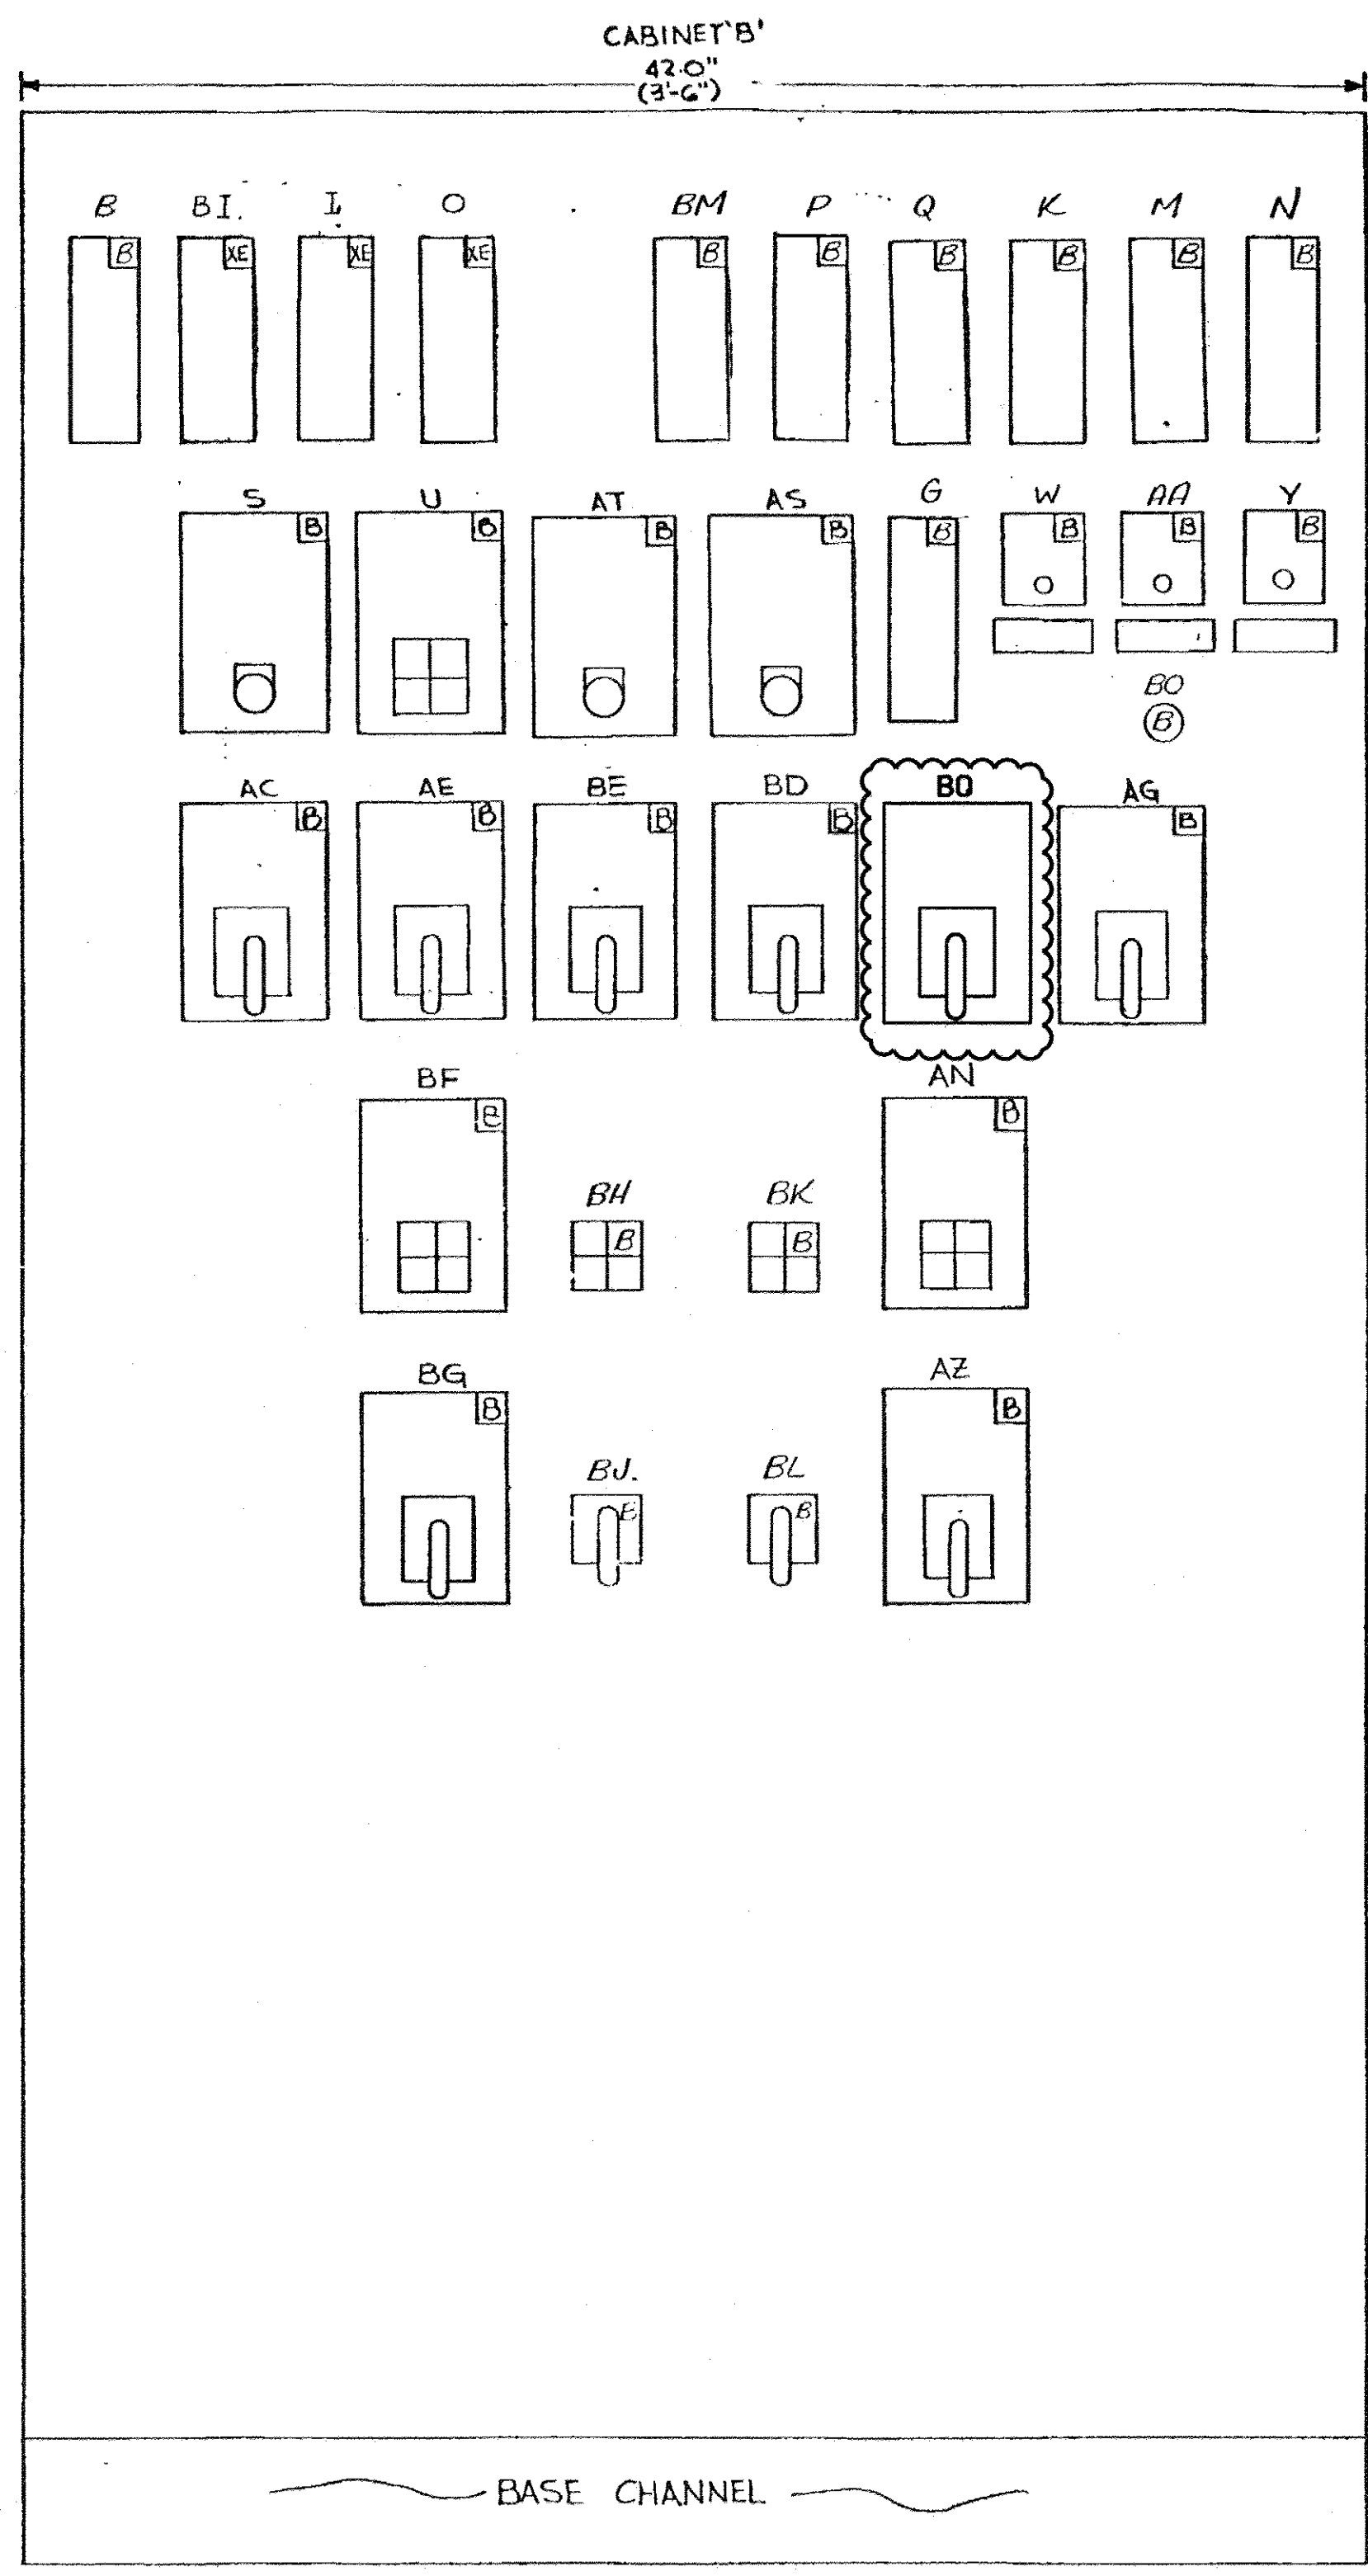 CABINET 'B'
42.0"
(3'-6")
B BI. I O BM P Q K M N
B XE XE XE B B B B B B
S U AT AS G W AA Y
B B B B B B B B
BO
B
AC AE BE BD BO AG
B B B B B
BF AN
B B
BH BK
B B
BG AZ
B B
BJ. BL
B B
BASE CHANNEL